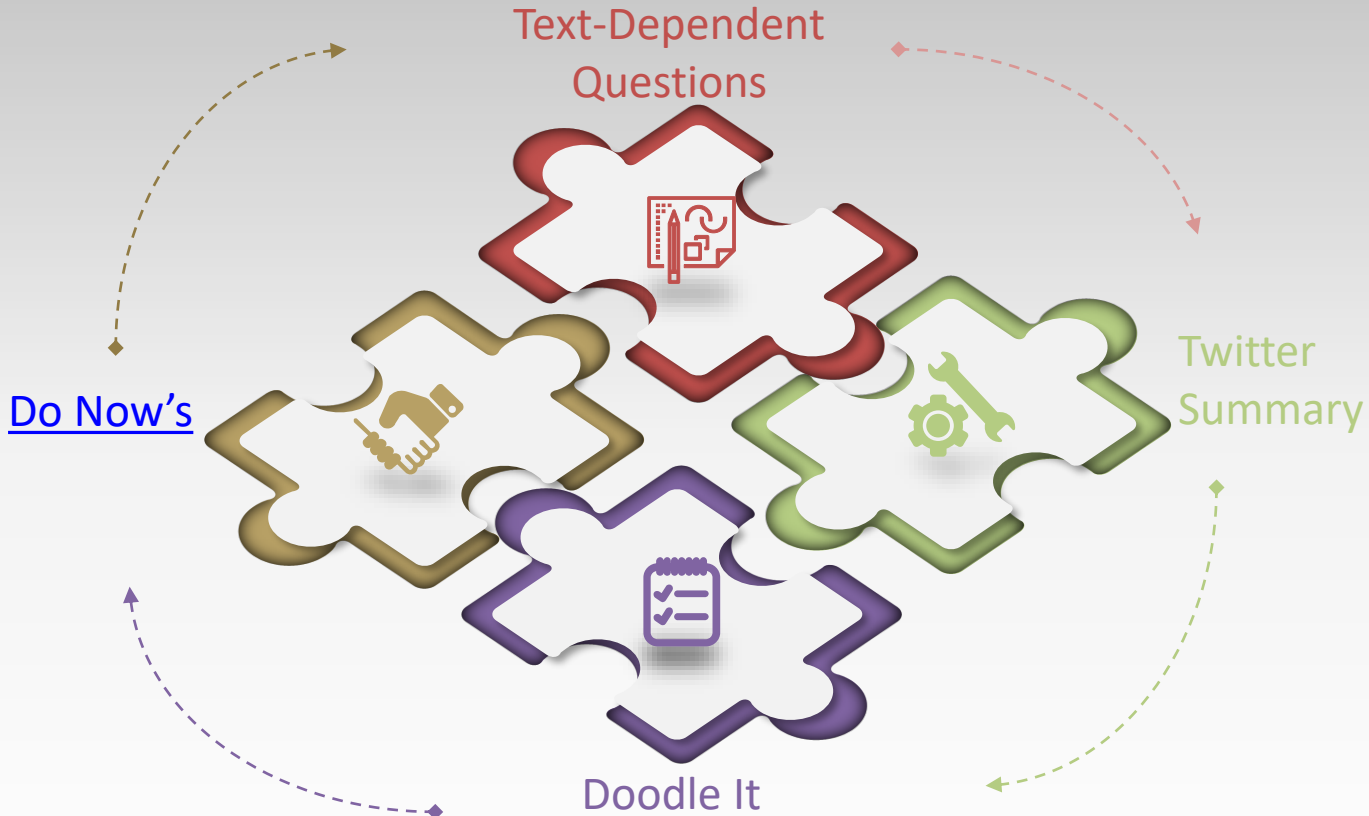 Text-Dependent
Questions
Twitter
Summary
Do Now’s
Doodle It